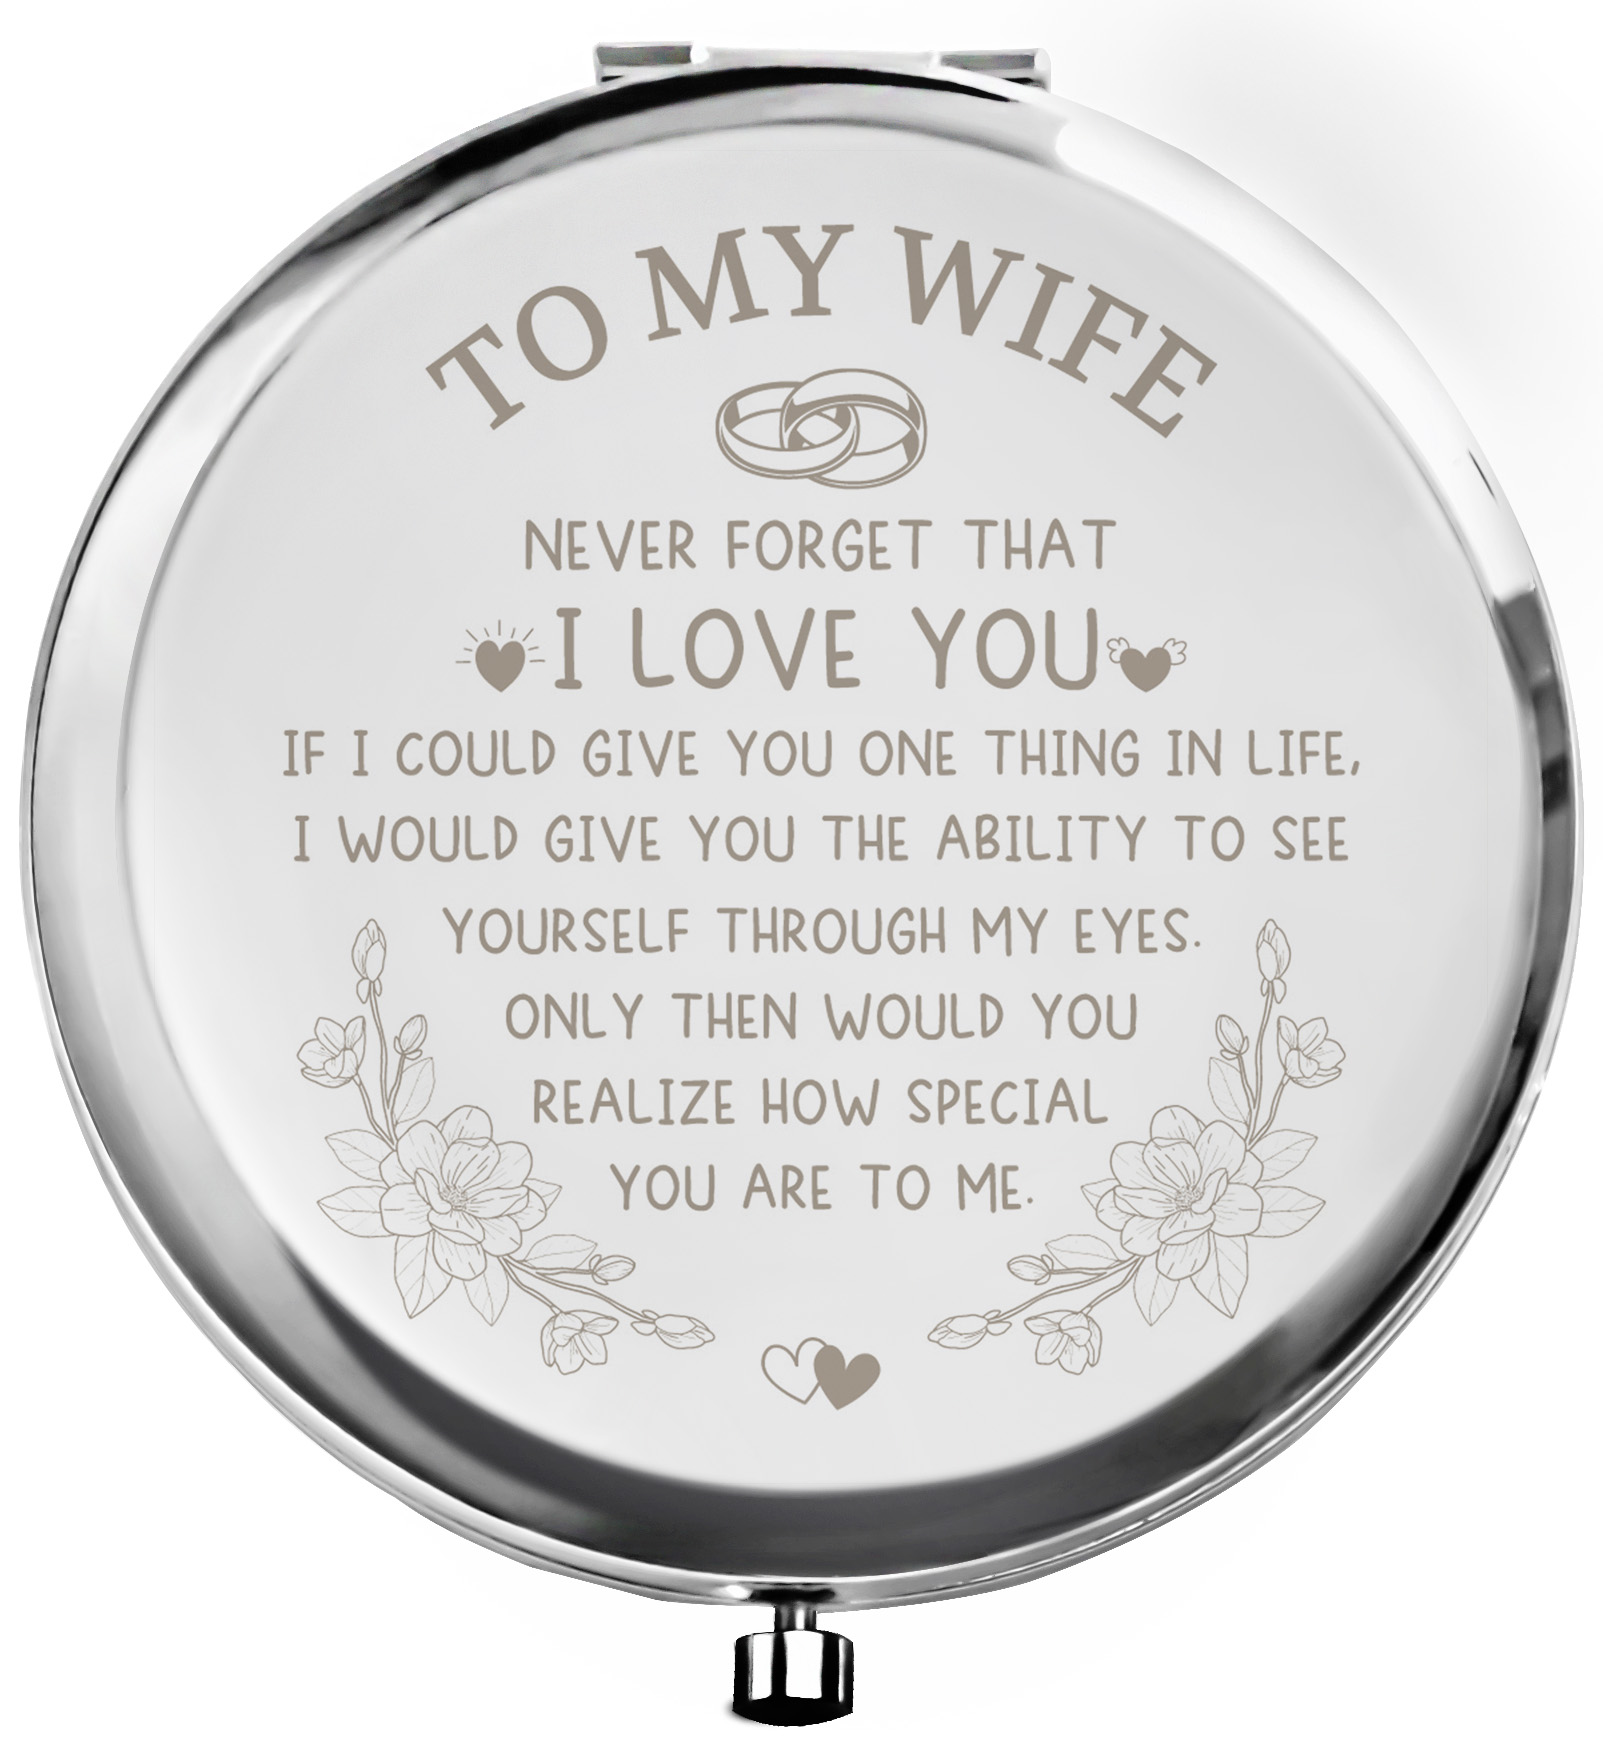 TO MY WIFE
NEVER FORGET THAT
I LOVE YOU
IF I COULD GIVE YOU ONE THING IN LIFE,
I WOULD GIVE YOU THE ABILITY TO SEE
YOURSELF THROUGH MY EYES.
ONLY THEN WOULD YOU
REALIZE HOW SPECIAL
YOU ARE TO ME.